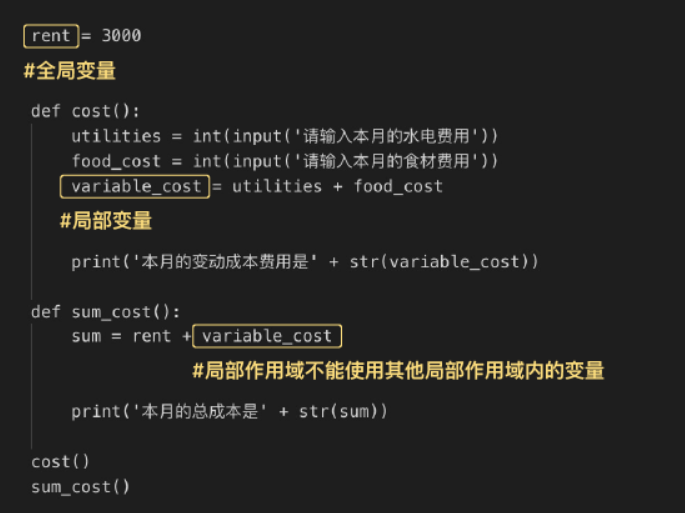 rent = 3000
#全局变量
def cost():
utilities = int(input('请输入本月的水电费用'))
food_cost = int(input('请输入本月的食材费用'))
variable_cost = utilities + food_cost
#局部变量
print('本月的变动成本费用是' + str(variable_cost))
def sum_cost():
sum = rent + variable_cost
#局部作用域不能使用其他局部作用域内的变量
print('本月的总成本是' + str(sum))
cost()
sum_cost()